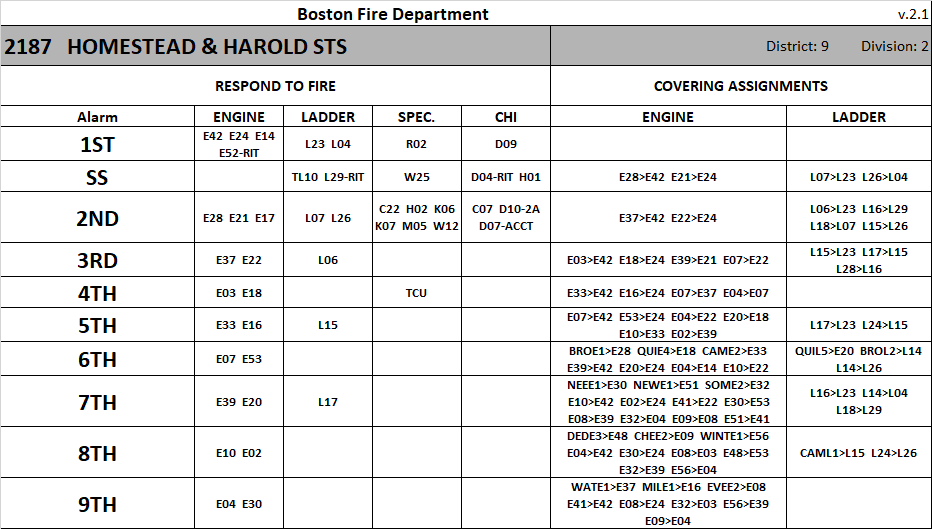 Boston Fire Department v.2.1
2187 HOMESTEAD & HAROLD STS District: 9 Division: 2
RESPOND TO FIRE COVERING ASSIGNMENTS
Alarm ENGINE LADDER SPEC. CHI ENGINE LADDER
1ST E42 E24 E14 L23 L04 R02 D09
E52-RIT
SS TL10 L29-RIT W25 D04-RIT H01 E28>E42 E21>E24 L07>L23 L26>L04
2ND E28 E21 E17 L07 L26 C22 H02 K06 C07 D10-2A E37>E42 E22>E24 L06>L23 L16>L29
K07 M05 W12 D07-ACCT L18>L07 L15>L26
3RD E37 E22 L06 E03>E42 E18>E24 E39>E21 E07>E22 L15>L23 L17>L15
L28>L16
4TH E03 E18 TCU E33>E42 E16>E24 E07>E37 E04>E07
5TH E33 E16 L15 E07>E42 E53>E24 E04>E22 E20>E18 L17>L23 L24>L15
E10>E33 E02>E39
6TH E07 E53 BROE1>E28 QUIE4>E18 CAME2>E33 QUIL5>E20 BROL2>L14
E39>E42 E20>E24 E04>E14 E10>E22 L14>L26
7TH E39 E20 L17 NEEE1>E30 NEWE1>E51 SOME2>E32 L16>L23 L14>L04
E10>E42 E02>E24 E41>E22 E30>E53 L18>L29
E08>E39 E32>E04 E09>E08 E51>E41
8TH E10 E02 DEDE3>E48 CHEE2>E09 WINTE1>E56 CAML1>L15 L24>L26
E04>E42 E30>E24 E08>E03 E48>E53
E32>E39 E56>E04
9TH E04 E30 WATE1>E37 MILE1>E16 EVEE2>E08
E41>E42 E08>E24 E32>E03 E56>E39
E09>E04